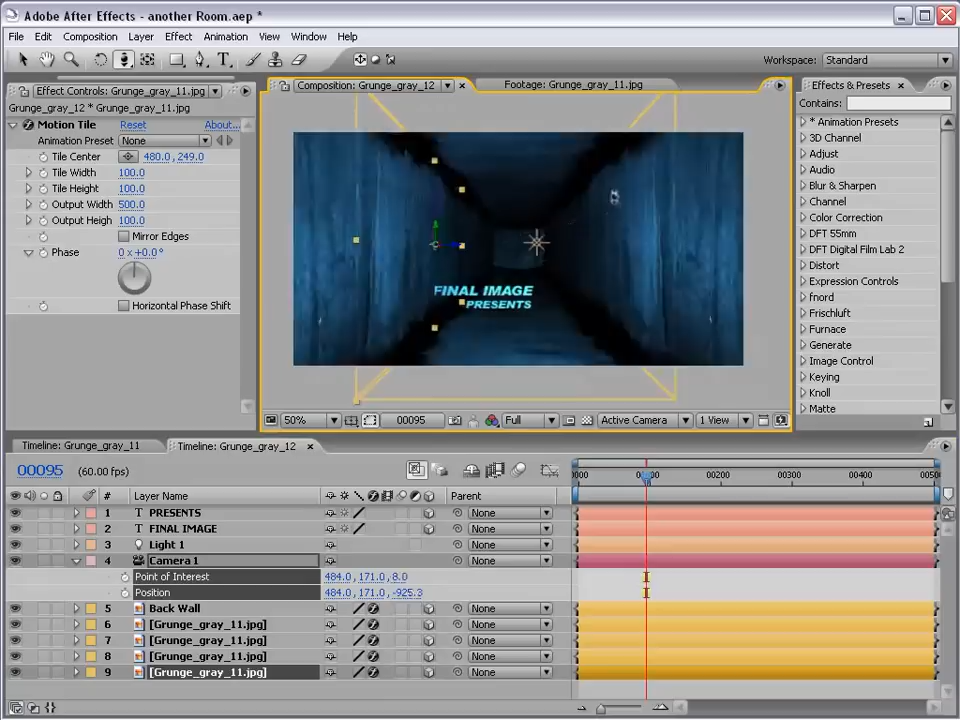 Adobe After Effects - another Room.aep *
File Edit Composition Layer Effect Animation View Window Help
Workspace: Standard
Effect Controls: Grunge_gray_11.jpg
Grunge_gray_12 * Grunge_gray_11.jpg
Motion Tile Reset About...
Animation Preset None
Tile Center 480.0, 249.0
Tile Width 100.0
Tile Height 100.0
Output Width 500.0
Output Heigh 100.0
Mirror Edges
Phase 0 x +0.0°
Horizontal Phase Shift
Composition: Grunge_gray_12 Footage: Grunge_gray_11.jpg
FINAL IMAGE
PRESENTS
50% 00095 Full Active Camera 1 View
Effects & Presets
Contains:
* Animation Presets
3D Channel
Adjust
Audio
Blur & Sharpen
Channel
Color Correction
DFT 55mm
DFT Digital Film Lab 2
Distort
Expression Controls
fnord
Frischluft
Furnace
Generate
Image Control
Keying
Knoll
Matte
Timeline: Grunge_gray_11 Timeline: Grunge_gray_12
00095 (60.00 fps)
0000 00200 00300 00400 0050
# Layer Name Parent
1 T PRESENTS None
2 T FINAL IMAGE None
3 Light 1 None
4 Camera 1 None
Point of Interest 484.0, 171.0, 8.0
Position 484.0, 171.0, -925.3
5 Back Wall None
6 [Grunge_gray_11.jpg] None
7 [Grunge_gray_11.jpg] None
8 [Grunge_gray_11.jpg] None
9 [Grunge_gray_11.jpg] None